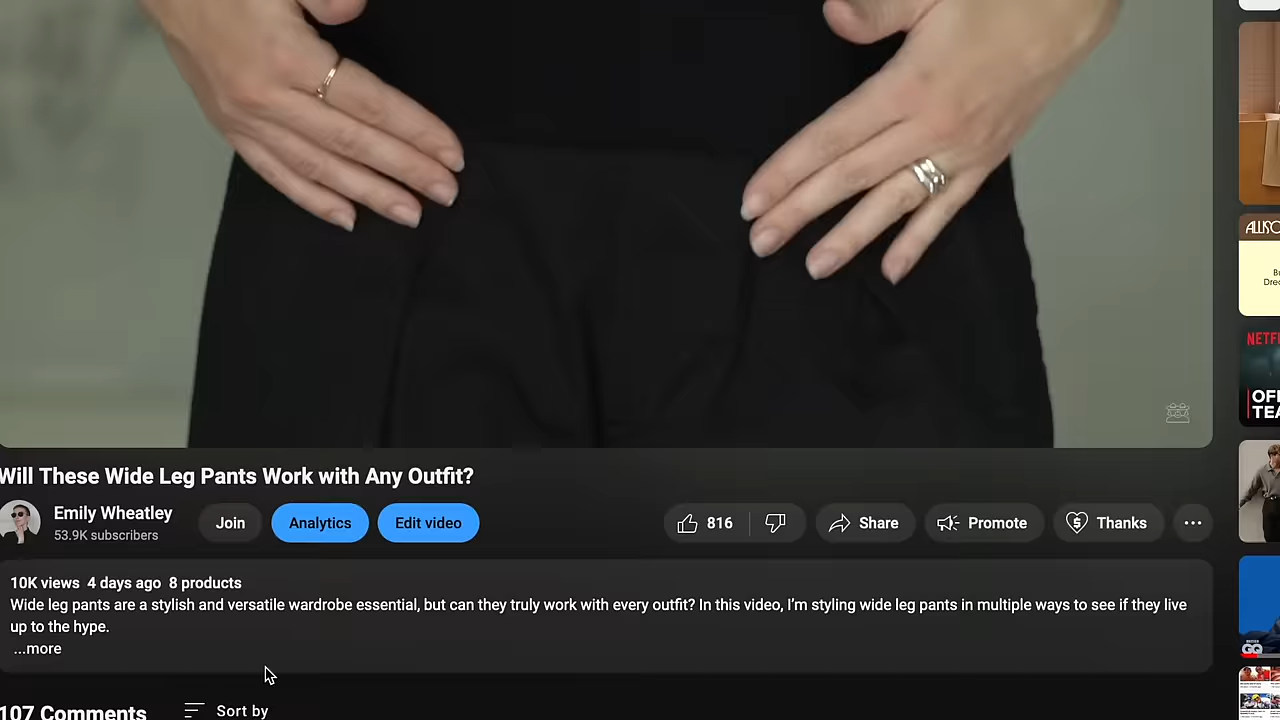 Will These Wide Leg Pants Work with Any Outfit?
Emily Wheatley
53.9K subscribers
Join
Analytics
Edit video
816
Share
Promote
Thanks
10K views 4 days ago 8 products
Wide leg pants are a stylish and versatile wardrobe essential, but can they truly work with every outfit? In this video, I'm styling wide leg pants in multiple ways to see if they live
up to the hype.
...more
107 Comments
Sort by
GQ